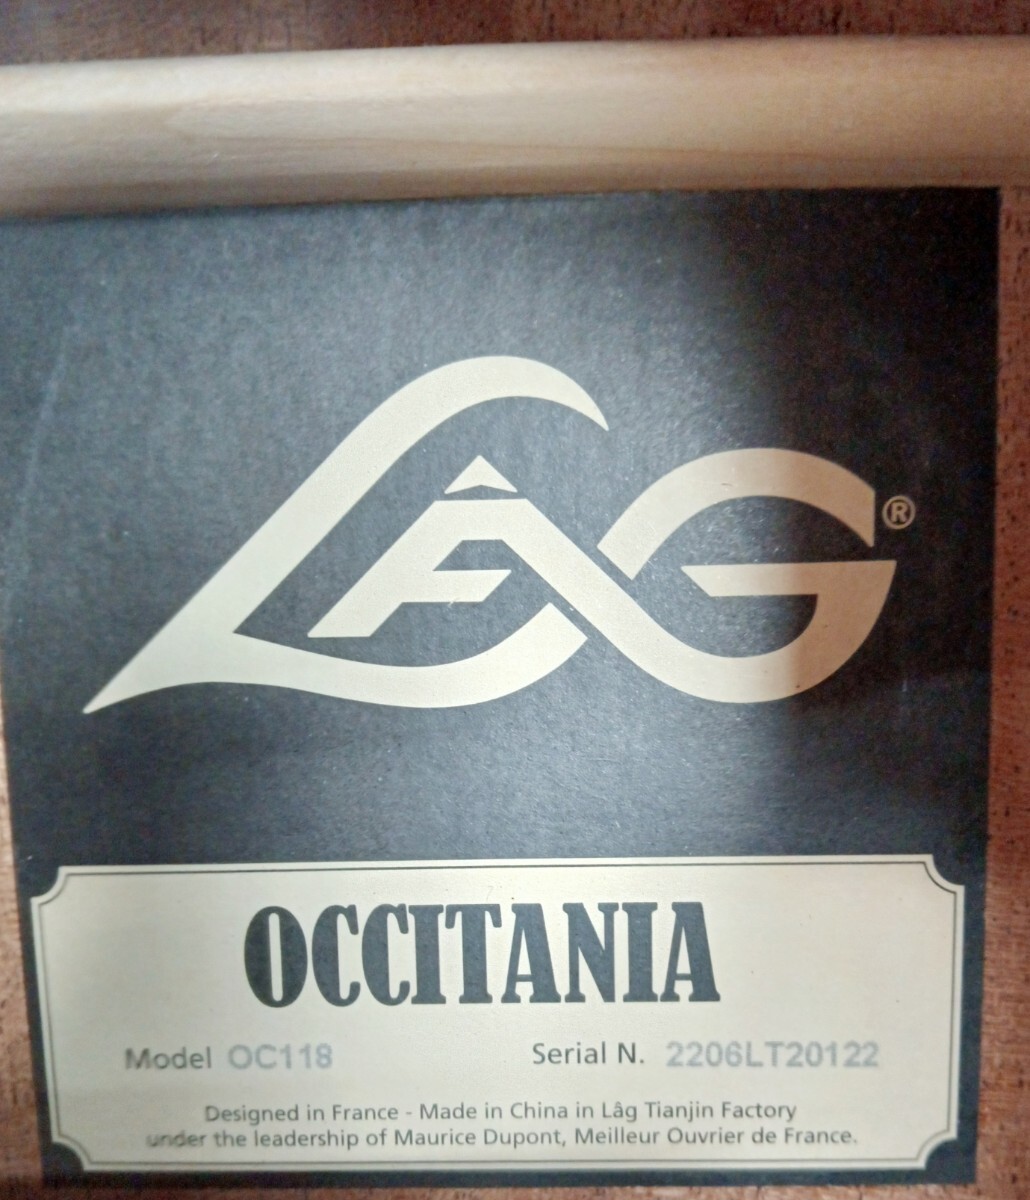 LÂG®
OCCITANIA
Model OC118 Serial N. 2206LT20122
Designed in France - Made in China in Lâg Tianjin Factory
under the leadership of Maurice Dupont, Meilleur Ouvrier de France.